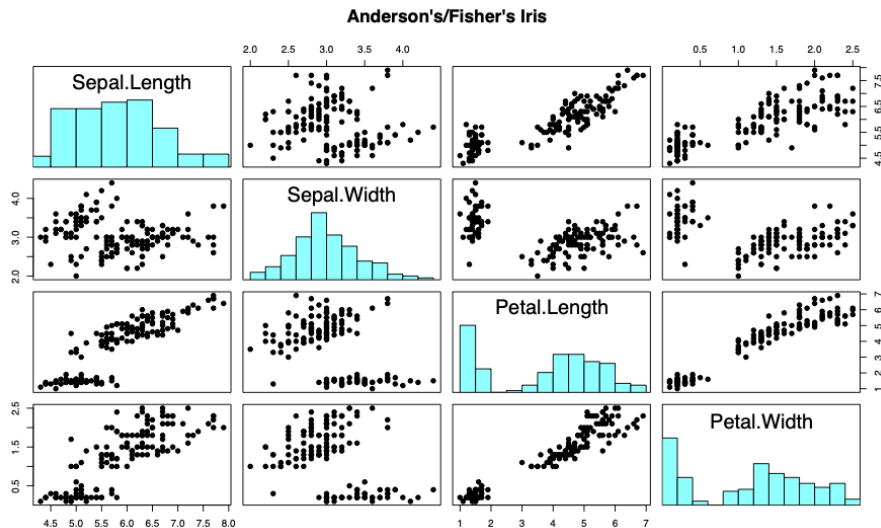 Anderson's/Fisher's Iris
2.0 2.5 3.0 3.5 4.0
0.5 1.0 1.5 2.0 2.5
Sepal.Length
4.5 5.5 6.5 7.5
2.0 3.0 4.0
Sepal.Width
Petal.Length
1 2 3 4 5 6 7
0.5 1.5 2.5
Petal.Width
4.5 5.0 5.5 6.0 6.5 7.0 7.5 8.0
1 2 3 4 5 6 7